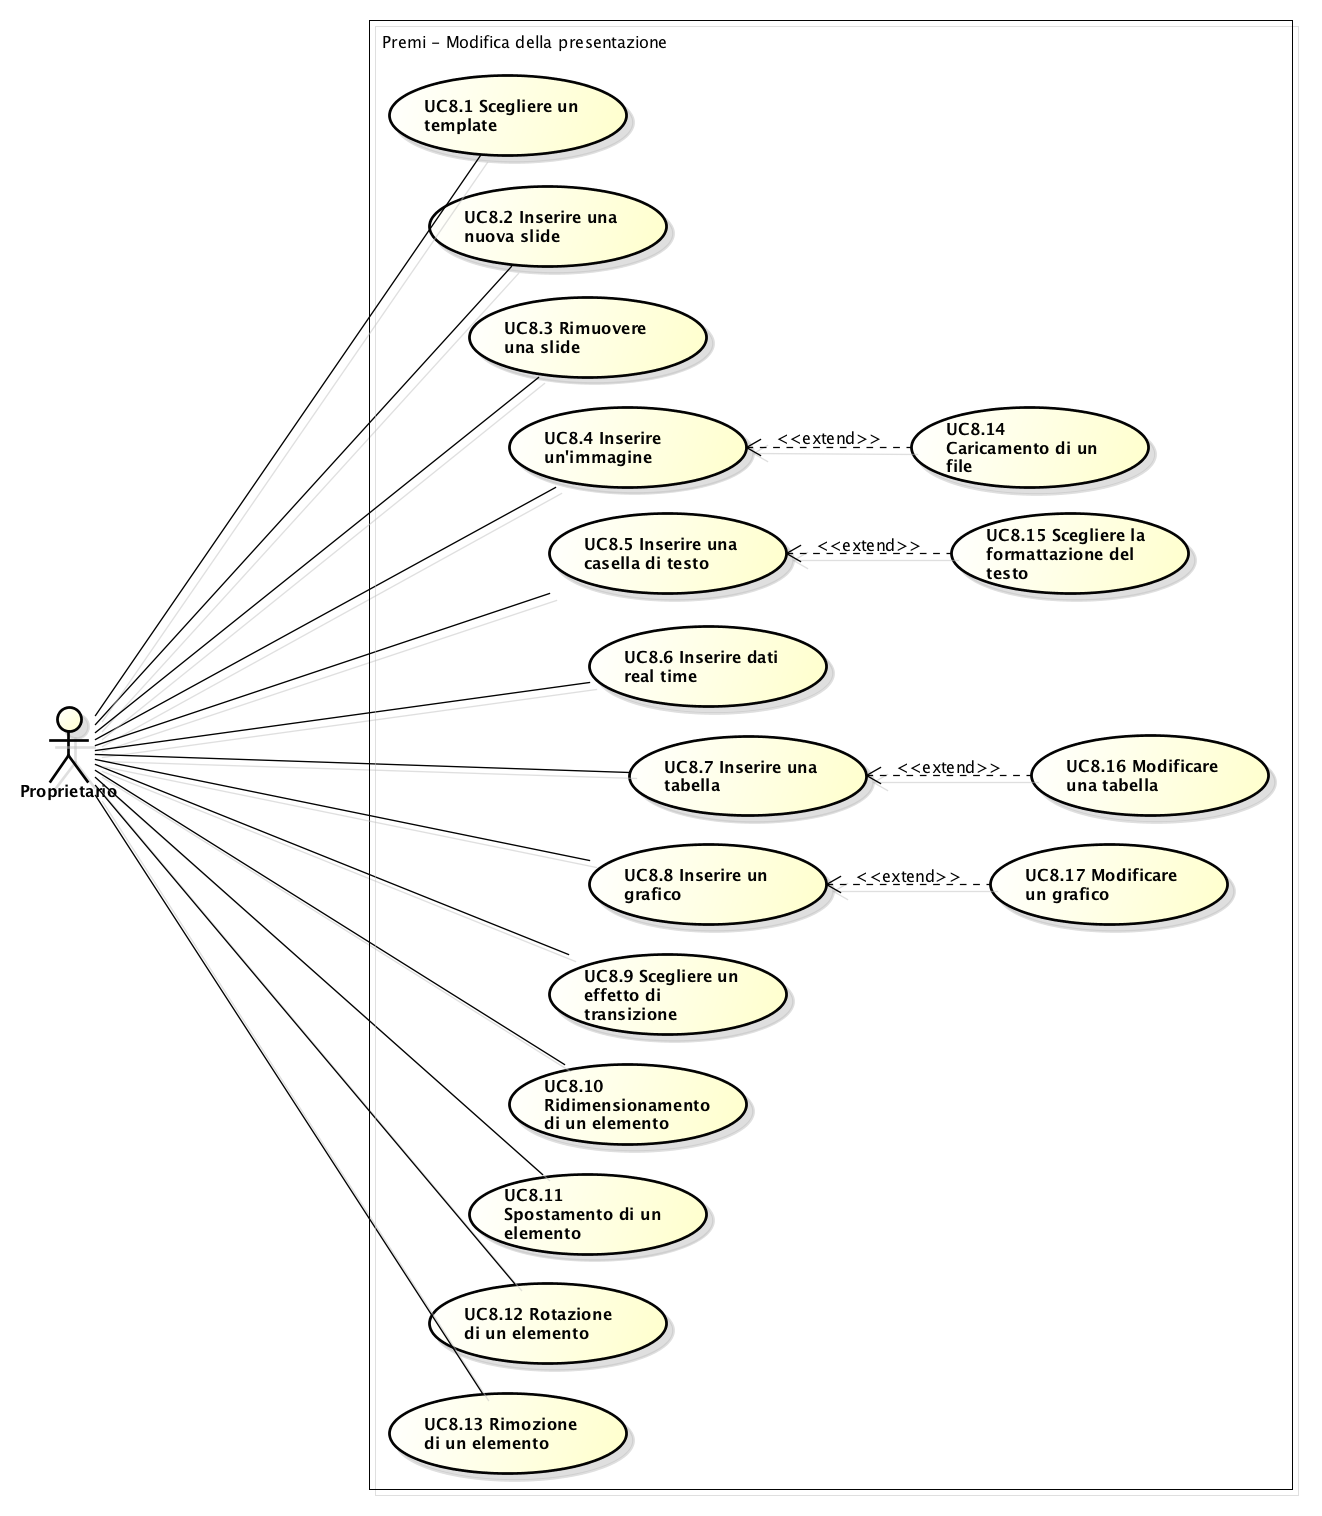 Premi - Modifica della presentazione
UC8.1 Scegliere un
template
UC8.2 Inserire una
nuova slide
UC8.3 Rimuovere
una slide
UC8.4 Inserire
un'immagine
<<extend>>
UC8.14
Caricamento di un
file
UC8.5 Inserire una
casella di testo
<<extend>>
UC8.15 Scegliere la
formattazione del
testo
UC8.6 Inserire dati
real time
Proprietario
UC8.7 Inserire una
tabella
<<extend>>
UC8.16 Modificare
una tabella
UC8.8 Inserire un
grafico
<<extend>>
UC8.17 Modificare
un grafico
UC8.9 Scegliere un
effetto di
transizione
UC8.10
Ridimensionamento
di un elemento
UC8.11
Spostamento di un
elemento
UC8.12 Rotazione
di un elemento
UC8.13 Rimozione
di un elemento